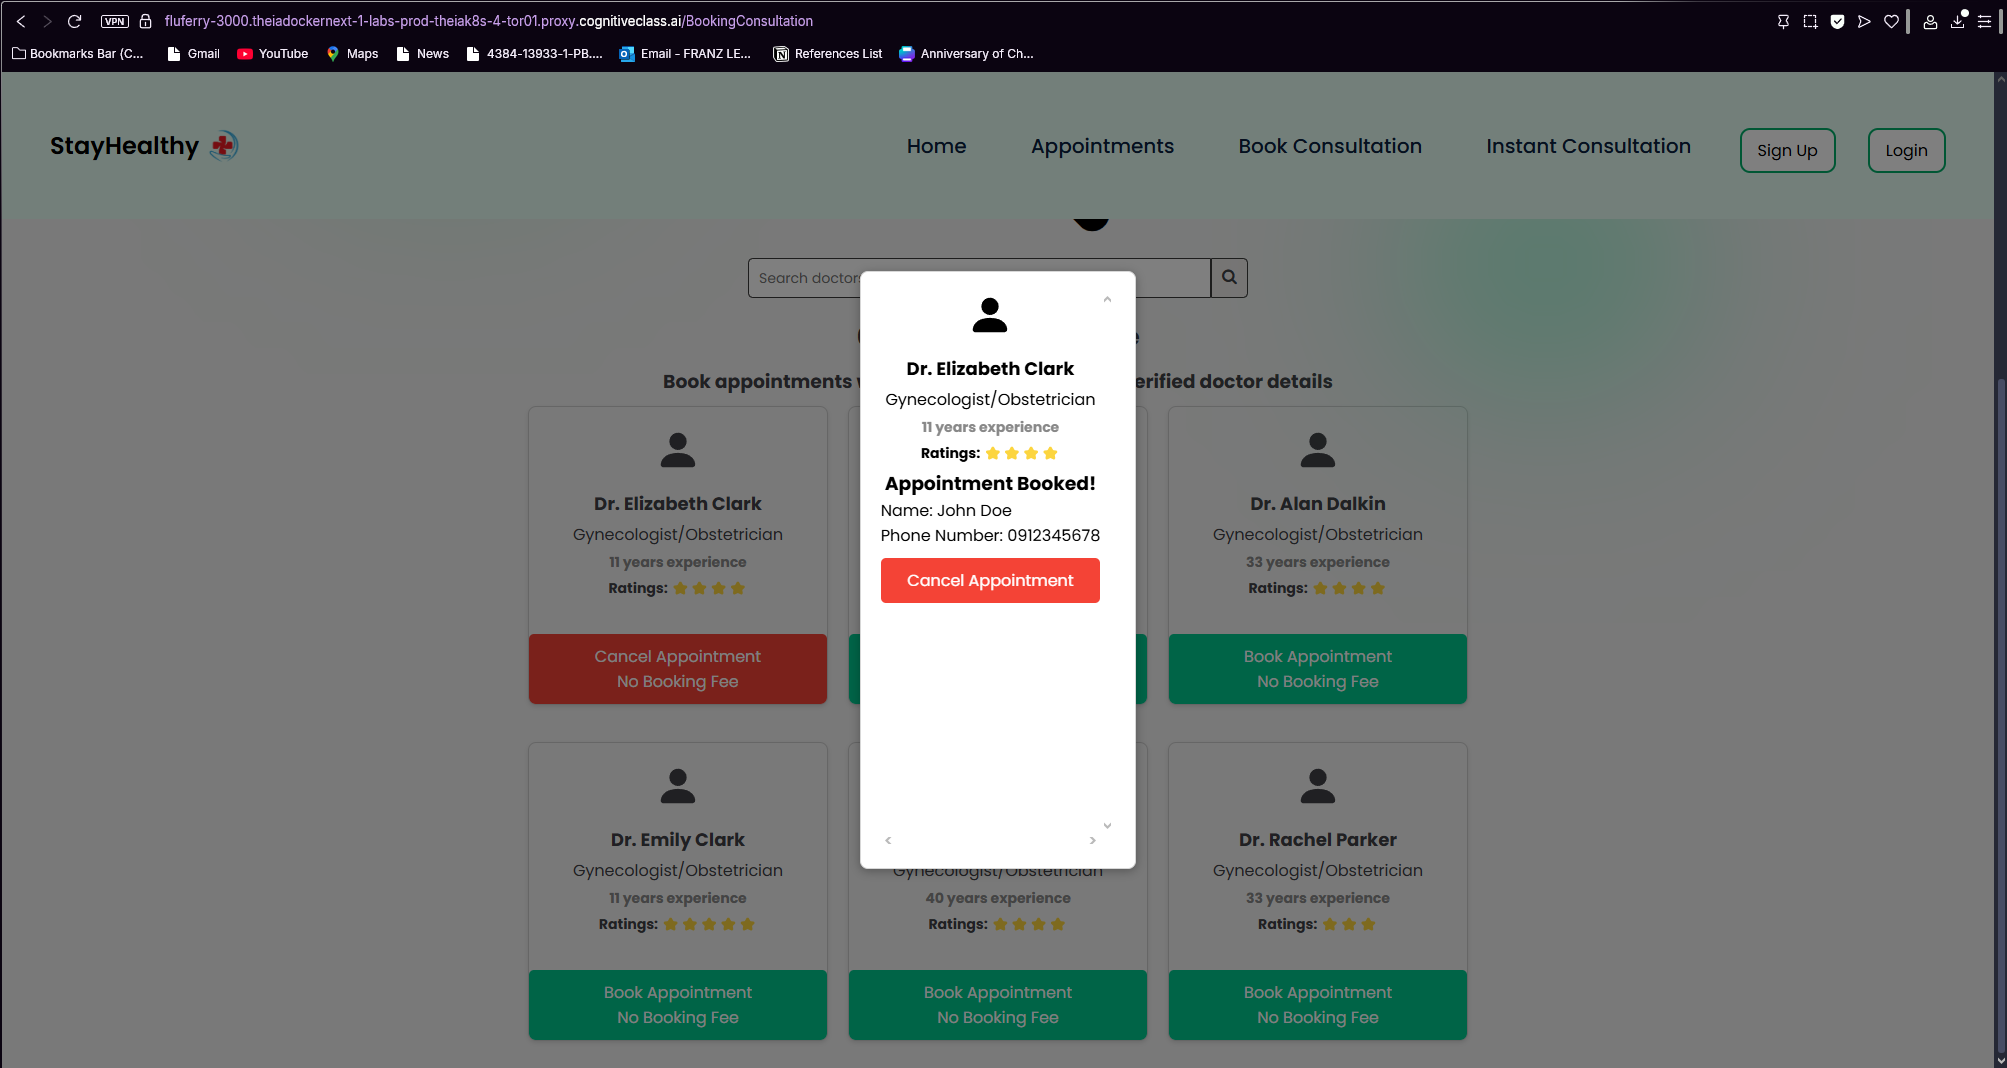 VPN
fluferry-3000.theiadockernext-1-labs-prod-theiak8s-4-tor01.proxy.cognitiveclass.ai/BookingConsultation
Bookmarks Bar (C...
Gmail
YouTube
Maps
News
4384-13933-1-PB....
Email - FRANZ LE...
References List
Anniversary of Ch...
StayHealthy
Home
Appointments
Book Consultation
Instant Consultation
Sign Up
Login
Search doctors
Book appointments
erified doctor details
Dr. Elizabeth Clark
Gynecologist/Obstetrician
11 years experience
Ratings:
Appointment Booked!
Name: John Doe
Phone Number: 0912345678
Cancel Appointment
Dr. Elizabeth Clark
Gynecologist/Obstetrician
11 years experience
Ratings:
Cancel Appointment
No Booking Fee
Dr. Alan Dalkin
Gynecologist/Obstetrician
33 years experience
Ratings:
Book Appointment
No Booking Fee
Dr. Emily Clark
Gynecologist/Obstetrician
11 years experience
Ratings:
Book Appointment
No Booking Fee
Gynecologist/Obstetrician
40 years experience
Ratings:
Book Appointment
No Booking Fee
Dr. Rachel Parker
Gynecologist/Obstetrician
33 years experience
Ratings:
Book Appointment
No Booking Fee